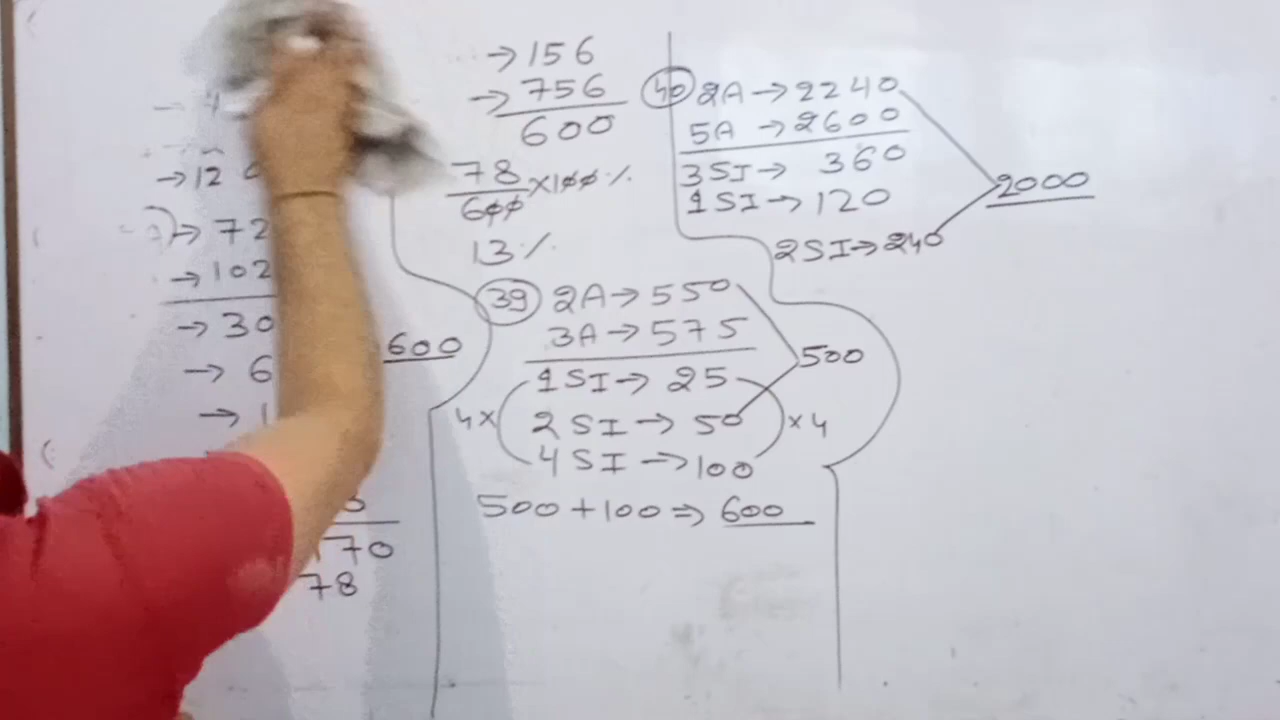 →12
→72
→102
→30
→6
→1
70
78
600
→156
→756
600
78/600 ×100%
13%
39 2A→550
3A→575
1SI→25
500
4× 2SI→50 ×4
4SI→100
500+100⇒600
40 2A→2240
5A→2600
3SI→360
1SI→120
2000
2SI→240